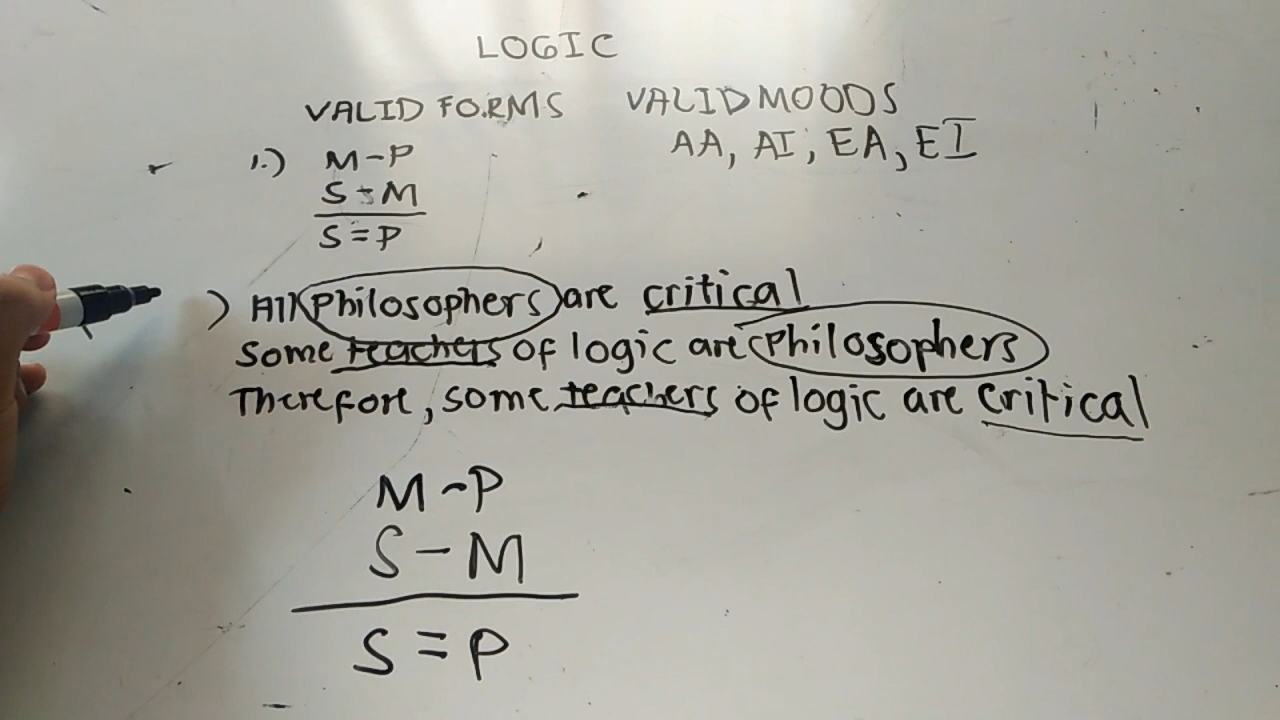 LOGIC
VALID FORMS VALID MOODS
1.) M-P AA, AI, EA, EI
S-M
S=P
) All Philosophers are critical
some teachers of logic are Philosophers
Therefore, some teachers of logic are critical
M-P
S-M
S=P